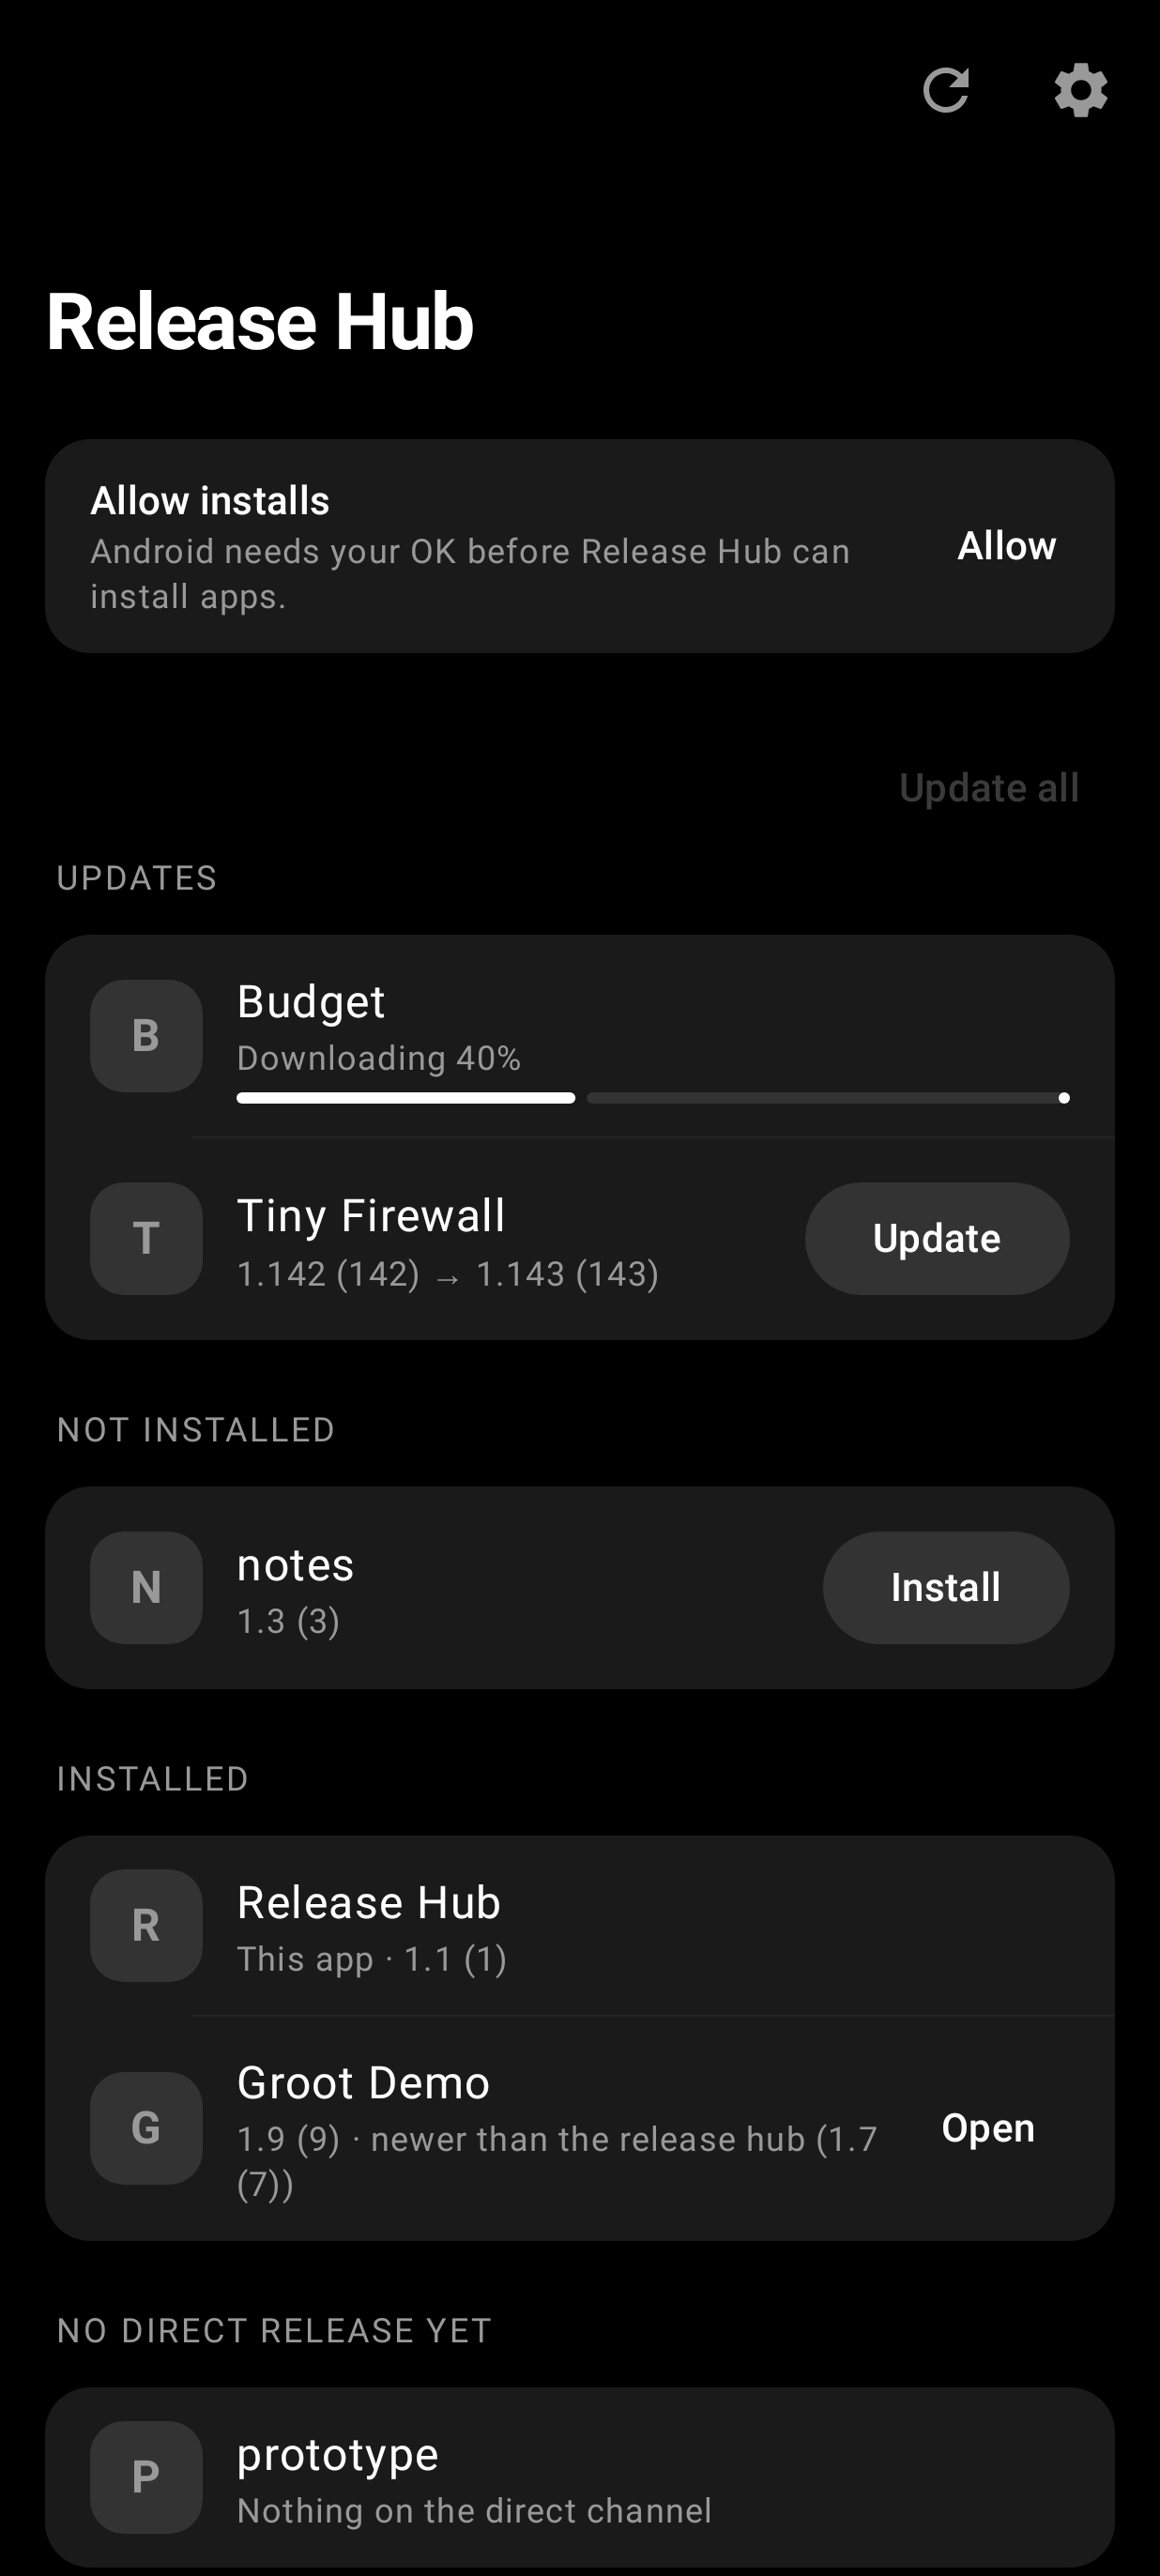 Release Hub
Allow installs
Android needs your OK before Release Hub can
install apps.
Allow
Update all
UPDATES
B
Budget
Downloading 40%
T
Tiny Firewall
1.142 (142) → 1.143 (143)
Update
NOT INSTALLED
N
notes
1.3 (3)
Install
INSTALLED
R
Release Hub
This app · 1.1 (1)
G
Groot Demo
1.9 (9) · newer than the release hub (1.7
(7))
Open
NO DIRECT RELEASE YET
P
prototype
Nothing on the direct channel